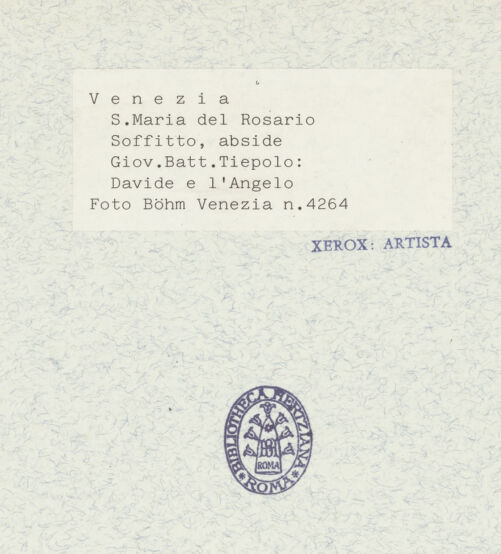 V e n e z i a
S.Maria del Rosario
Soffitto, abside
Giov.Batt.Tiepolo:
Davide e l'Angelo
Foto Böhm Venezia n.4264
XEROX: ARTISTA
BIBLIOTHECA HERTZIANA
BH
ROMA
* ROMA *